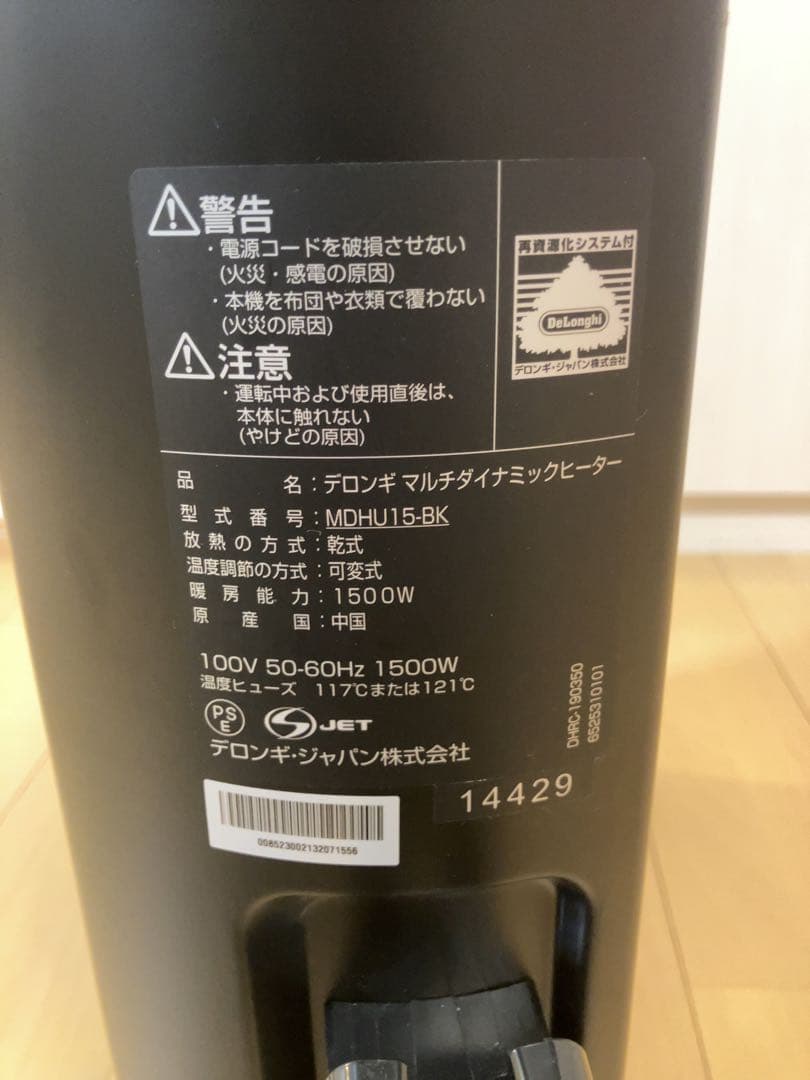 警告
・電源コードを破損させない
(火災・感電の原因)
・本機を布団や衣類で覆わない
(火災の原因)
注意
・運転中および使用直後は、
本体に触れない
(やけどの原因)
再資源化システム付
DeLonghi
デロンギ・ジャパン株式会社
品名：デロンギ マルチダイナミックヒーター
型式番号：MDHU15-BK
放熱の方式：乾式
温度調節の方式：可変式
暖房能力：1500W
原産国：中国
100V 50-60Hz 1500W
温度ヒューズ 117℃または121℃
PSE JET
デロンギ・ジャパン株式会社
DHRC-190350
6525310101
14429
008523002132071556